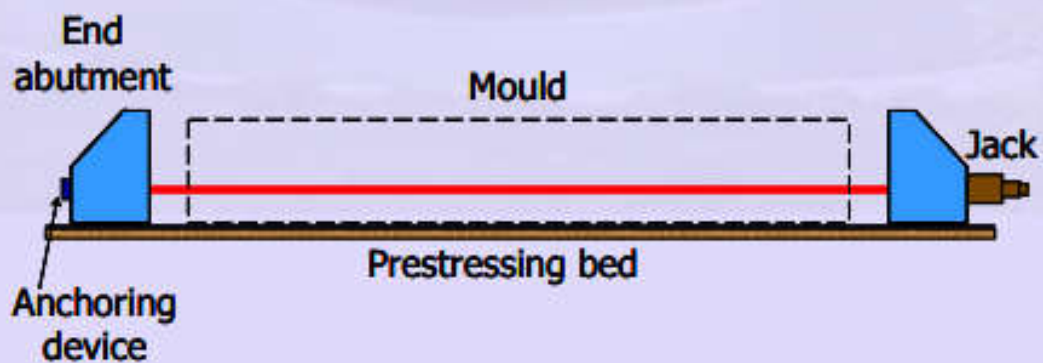 End
abutment
Mould
Jack
Prestressing bed
Anchoring
device